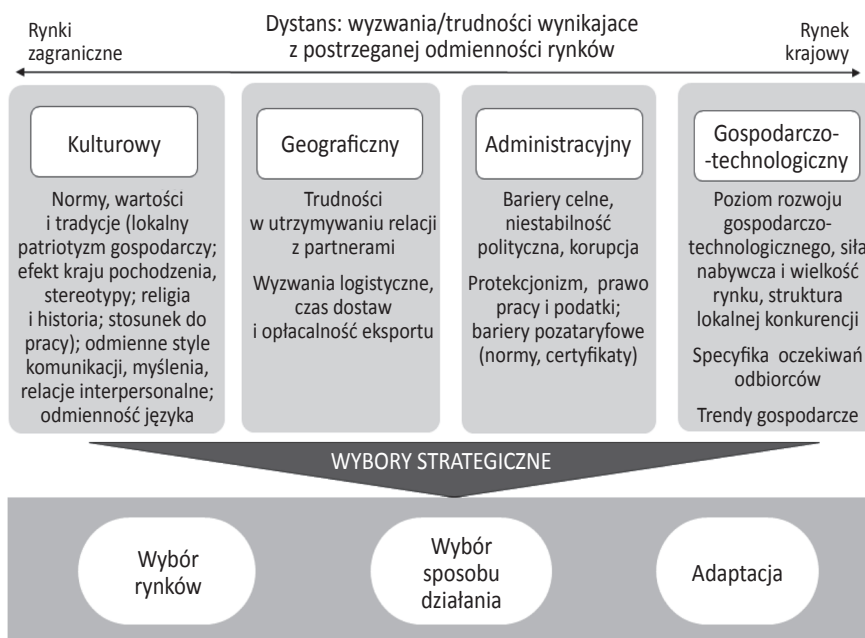 Rynki
zagraniczne
Dystans: wyzwania/trudności wynikajace
z postrzeganej odmienności rynków
Rynek
krajowy
Kulturowy
Normy, wartości
i tradycje (lokalny
patriotyzm gospodarczy;
efekt kraju pochodzenia,
stereotypy; religia
i historia; stosunek do
pracy); odmienne style
komunikacji, myślenia,
relacje interpersonalne;
odmienność języka
Geograficzny
Trudności
w utrzymywaniu relacji
z partnerami
Wyzwania logistyczne,
czas dostaw
i opłacalność eksportu
Administracyjny
Bariery celne,
niestabilność
polityczna, korupcja
Protekcjonizm, prawo
pracy i podatki;
bariery pozataryfowe
(normy, certyfikaty)
Gospodarczo-
-technologiczny
Poziom rozwoju
gospodarczo-
technologicznego, siła
nabywcza i wielkość
rynku, struktura
lokalnej konkurencji
Specyfika oczekiwań
odbiorców
Trendy gospodarcze
WYBORY STRATEGICZNE
Wybór
rynków
Wybór
sposobu
działania
Adaptacja